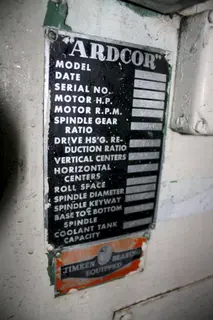 "ARDCOR"
MODEL
DATE
SERIAL NO.
MOTOR H.P.
MOTOR R.P.M.
SPINDLE GEAR
RATIO
DRIVE HS'G. RE-
DUCTION RATIO
VERTICAL CENTERS
HORIZONTAL
CENTERS
ROLL SPACE
SPINDLE DIAMETER
SPINDLE KEYWAY
BASE TO BOTTOM
SPINDLE
COOLANT TANK
CAPACITY
TIMKEN BEARING
EQUIPPED